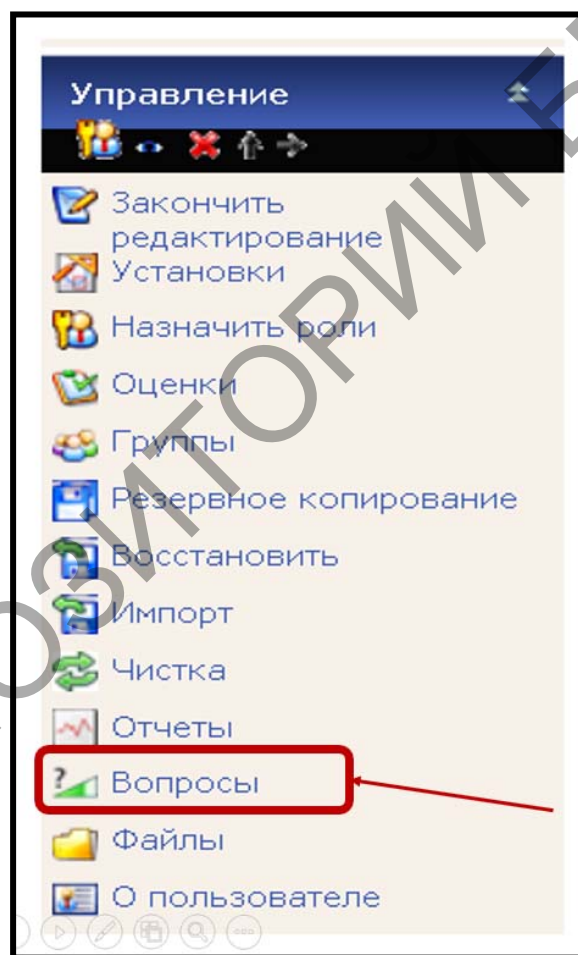 Управление
Закончить
редактирование
Установки
Назначить роли
Оценки
Группы
Резервное копирование
Восстановить
Импорт
Чистка
Отчеты
Вопросы
Файлы
О пользователе